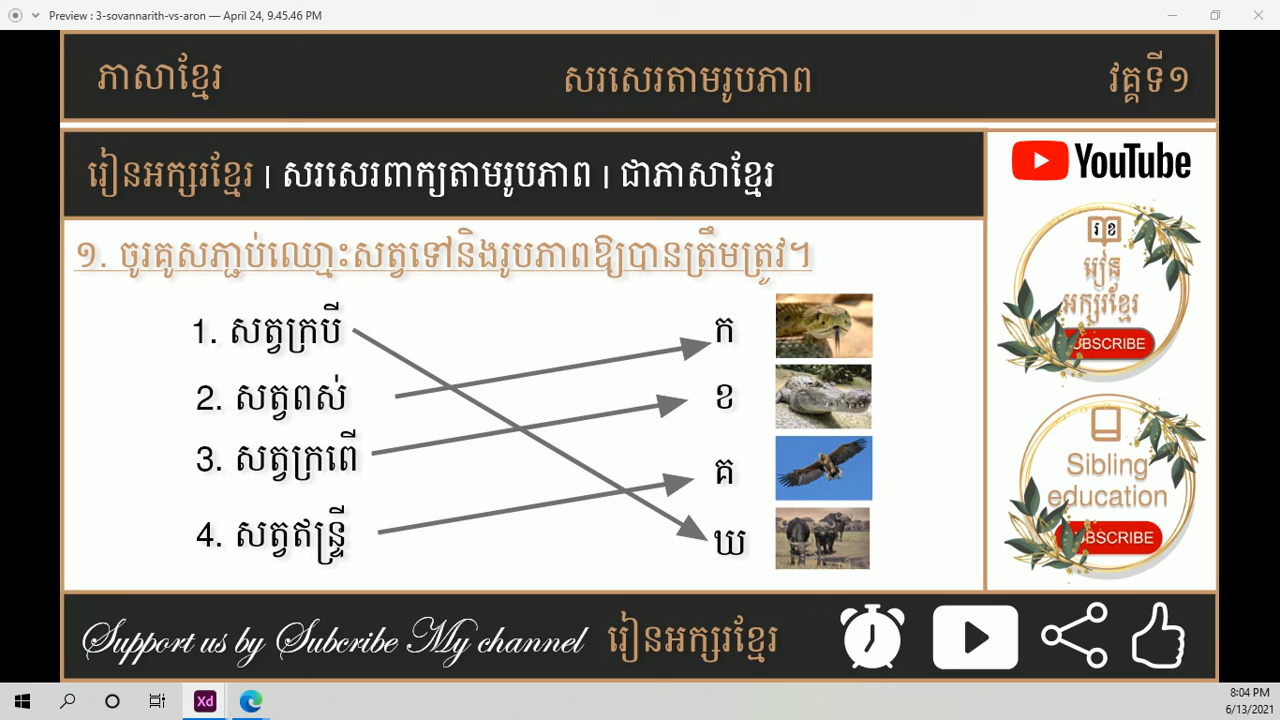 Preview : 3-sovannarith-vs-aron — April 24, 9.45.46 PM
ភាសាខ្មែរ សរសេរតាមរូបភាព វគ្គទី១
រៀនអក្សរខ្មែរ | សរសេរពាក្យតាមរូបភាព | ជាភាសាខ្មែរ
១. ចូរគូសភ្ជាប់ឈ្មោះសត្វទៅនិងរូបភាពឱ្យបានត្រឹមត្រូវ។
1. សត្វក្របី ក
2. សត្វពស់ ខ
3. សត្វក្រពើ គ
4. សត្វឥន្ទ្រី ឃ
YouTube
រ ខ
រៀន
អក្សរខ្មែរ
SUBSCRIBE
Sibling
education
SUBSCRIBE
Support us by Subcribe My channel រៀនអក្សរខ្មែរ
Xd
8:04 PM
6/13/2021